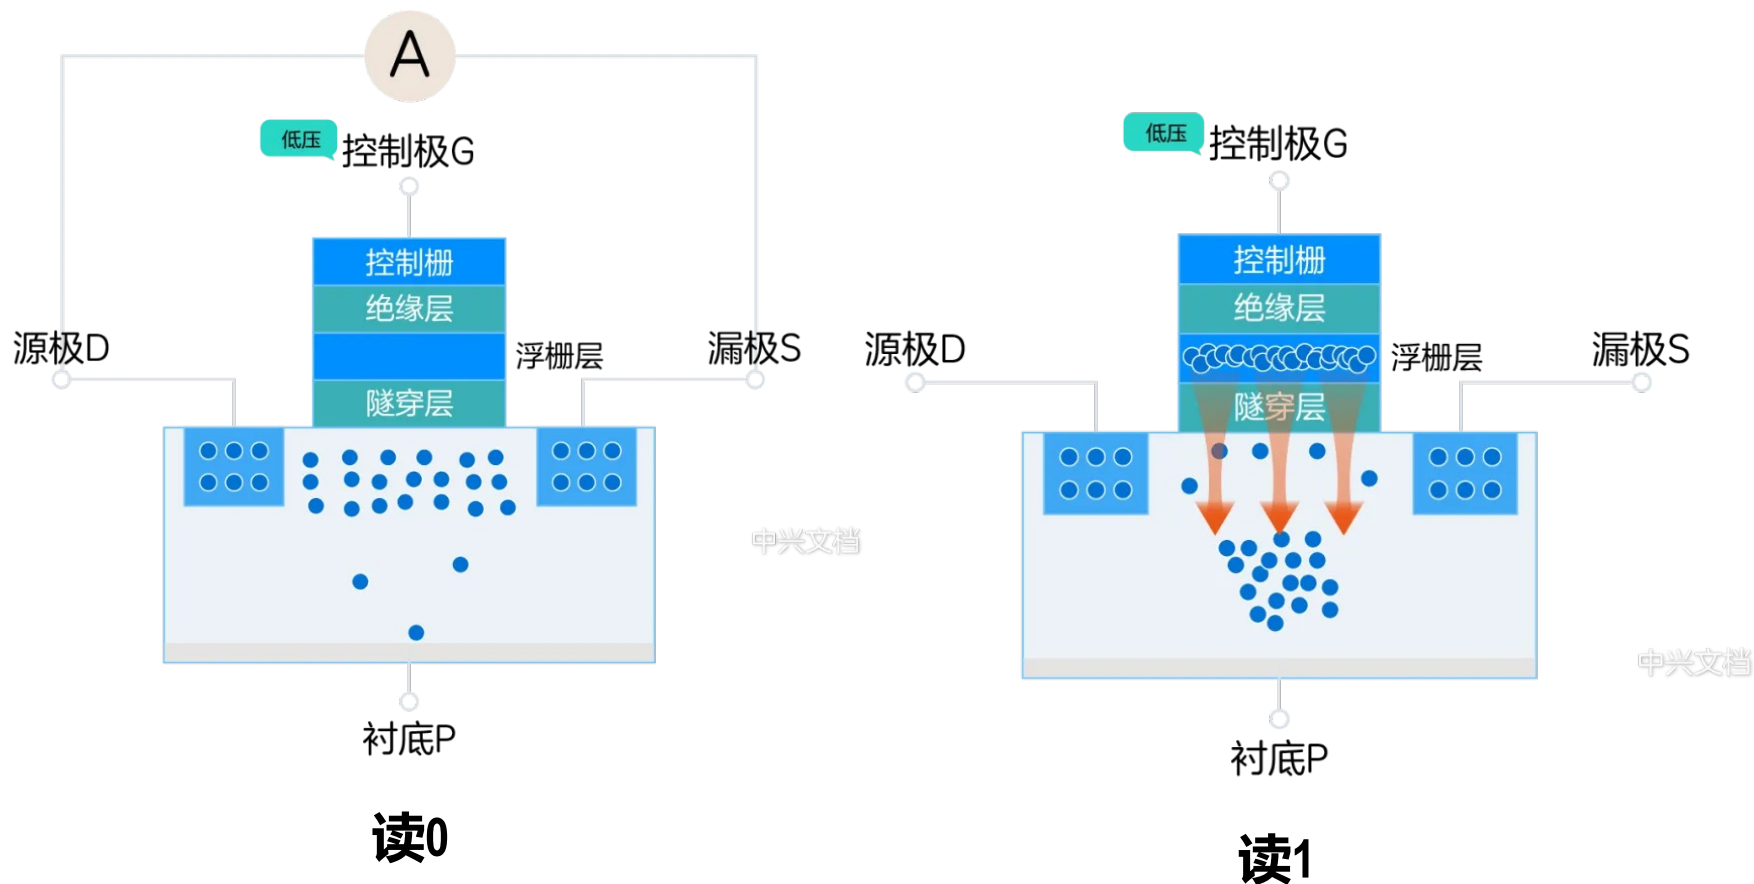 A
低压
控制极G
控制栅
绝缘层
源极D
浮栅层
漏极S
隧穿层
中兴文档
衬底P
读0
低压
控制极G
控制栅
绝缘层
源极D
浮栅层
漏极S
隧穿层
中兴文档
衬底P
读1